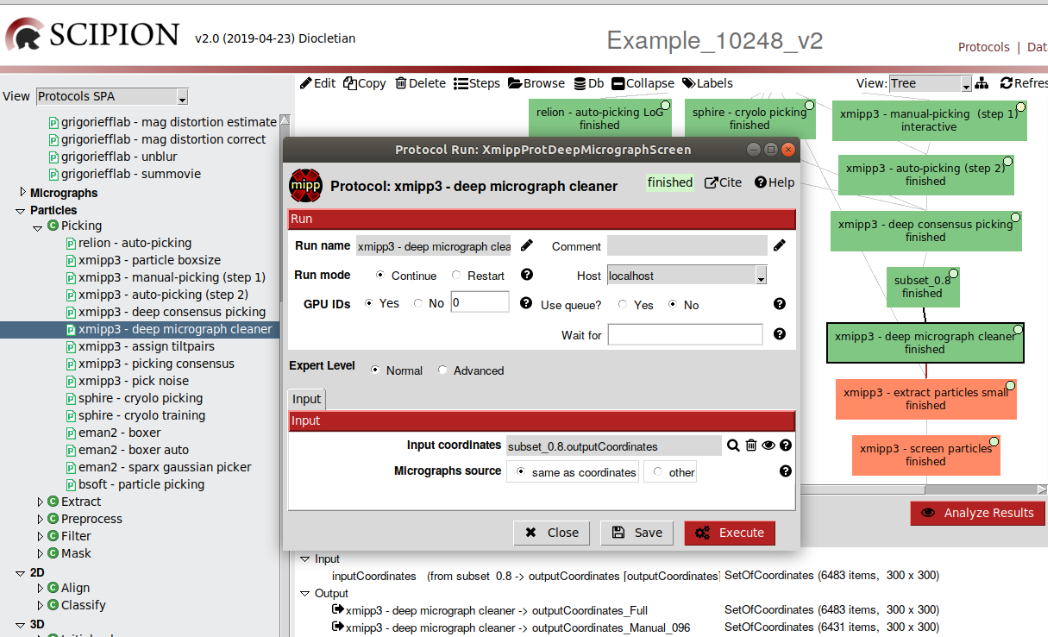 SCIPION v2.0 (2019-04-23) Diocletian
Example_10248_v2
Protocols | Dat
View Protocols SPA
Edit Copy Delete Steps Browse Db Collapse Labels
View: Tree Refres
grigoriefflab - mag distortion estimate
grigoriefflab - mag distortion correct
grigoriefflab - unblur
grigoriefflab - summovie
Micrographs
Particles
Picking
relion - auto-picking
xmipp3 - particle boxsize
xmipp3 - manual-picking (step 1)
xmipp3 - auto-picking (step 2)
xmipp3 - deep consensus picking
xmipp3 - deep micrograph cleaner
xmipp3 - assign tiltpairs
xmipp3 - picking consensus
xmipp3 - pick noise
sphire - cryolo picking
sphire - cryolo training
eman2 - boxer
eman2 - boxer auto
eman2 - sparx gaussian picker
bsoft - particle picking
Extract
Preprocess
Filter
Mask
2D
Align
Classify
3D
relion - auto-picking LoG
finished
sphire - cryolo picking
finished
xmipp3 - manual-picking (step 1)
interactive
xmipp3 - auto-picking (step 2)
finished
xmipp3 - deep consensus picking
finished
subset_0.8
finished
xmipp3 - deep micrograph cleaner
finished
xmipp3 - extract particles small
finished
xmipp3 - screen particles
finished
Protocol Run: XmippProtDeepMicrographScreen
mipp Protocol: xmipp3 - deep micrograph cleaner finished Cite Help
Run
Run name xmipp3 - deep micrograph clea Comment
Run mode Continue Restart Host localhost
GPU IDs Yes No 0 Use queue? Yes No
Wait for
Expert Level Normal Advanced
Input
Input
Input coordinates subset_0.8.outputCoordinates
Micrographs source same as coordinates other
Close Save Execute
Analyze Results
Input
inputCoordinates (from subset_0.8 -> outputCoordinates [outputCoordinates] SetOfCoordinates (6483 items, 300 x 300)
Output
xmipp3 - deep micrograph cleaner -> outputCoordinates_Full SetOfCoordinates (6483 items, 300 x 300)
xmipp3 - deep micrograph cleaner -> outputCoordinates_Manual_096 SetOfCoordinates (6431 items, 300 x 300)